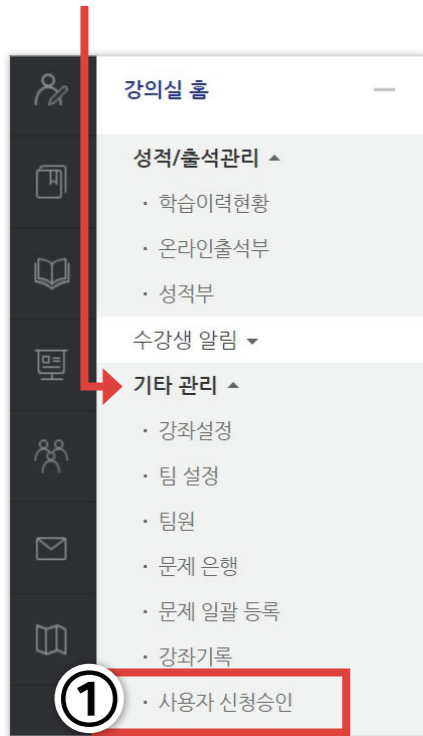 강의실 홈
성적/출석관리
· 학습이력현황
· 온라인출석부
· 성적부
수강생 알림
기타 관리
· 강좌설정
· 팀 설정
· 팀원
· 문제 은행
· 문제 일괄 등록
· 강좌기록
① · 사용자 신청승인